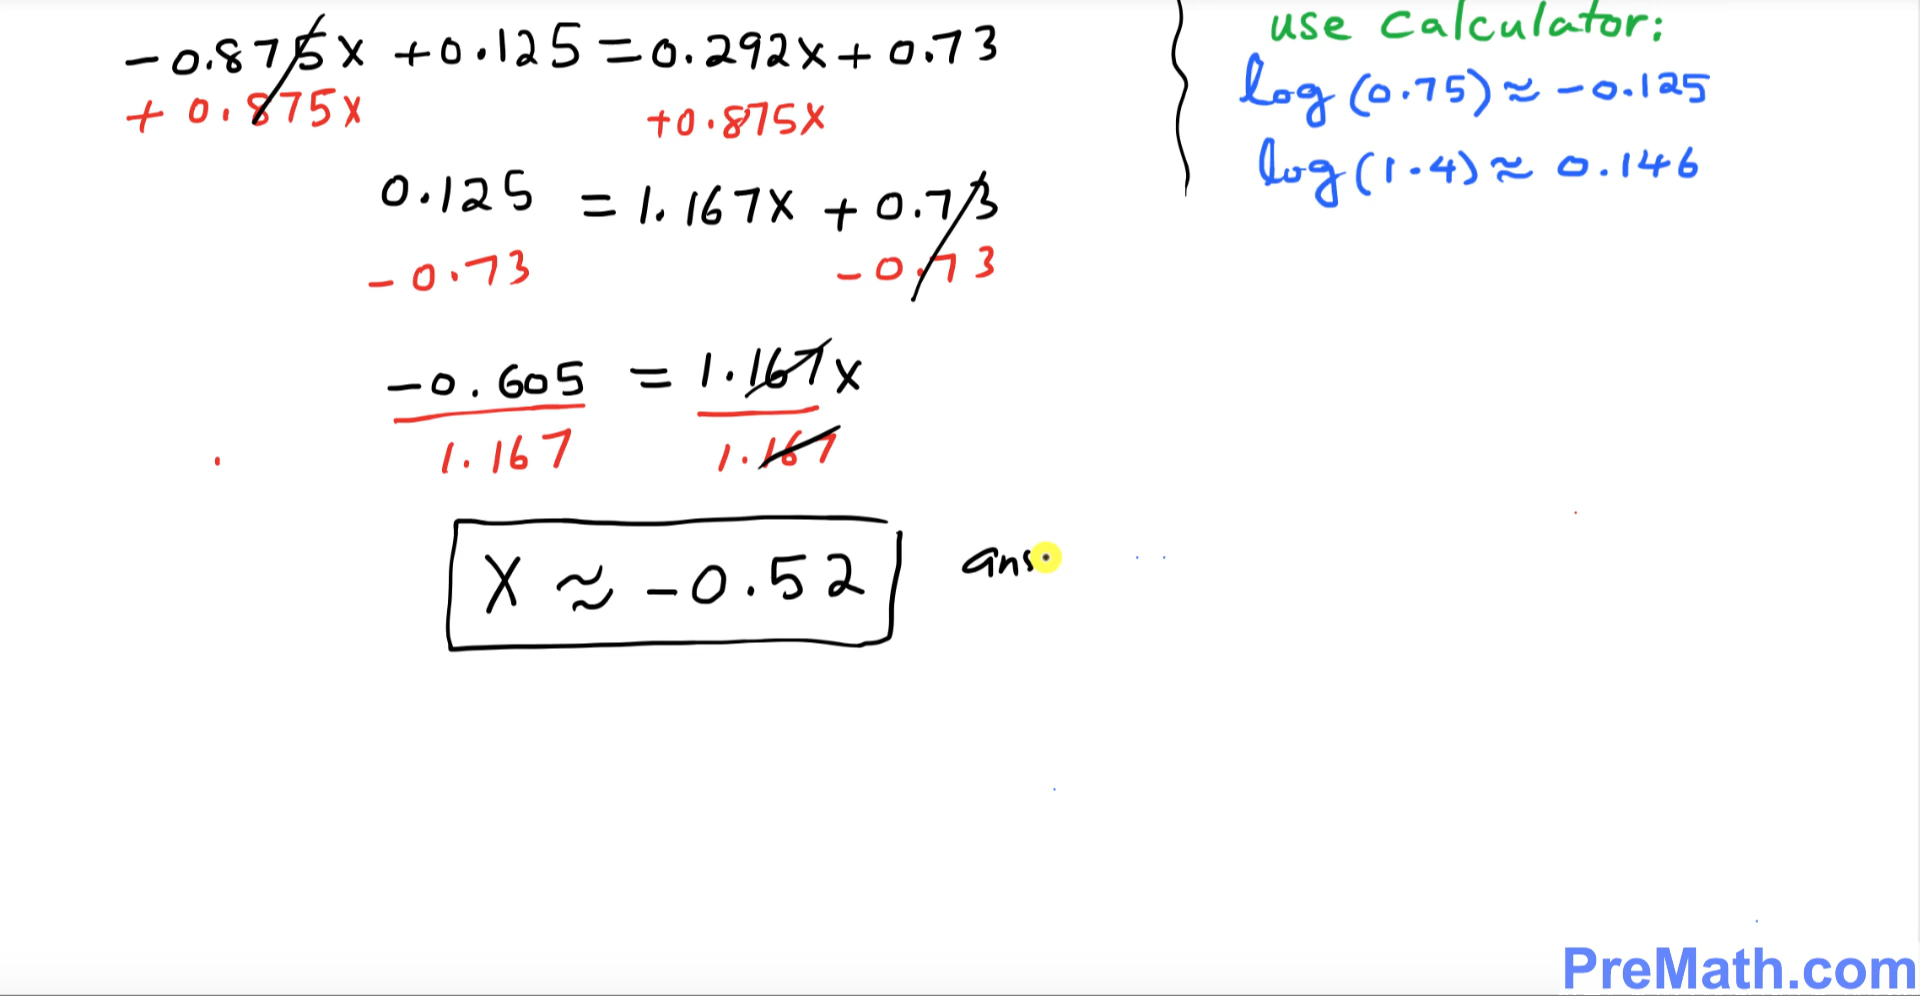 -0.875x + 0.125 = 0.292x + 0.73
+ 0.875x +0.875x
0.125 = 1.167x + 0.73
-0.73 -0.73
-0.605 = 1.167x
1.167 1.167
x ≈ -0.52 ans
use calculator:
log(0.75) ≈ -0.125
log(1.4) ≈ 0.146
PreMath.com